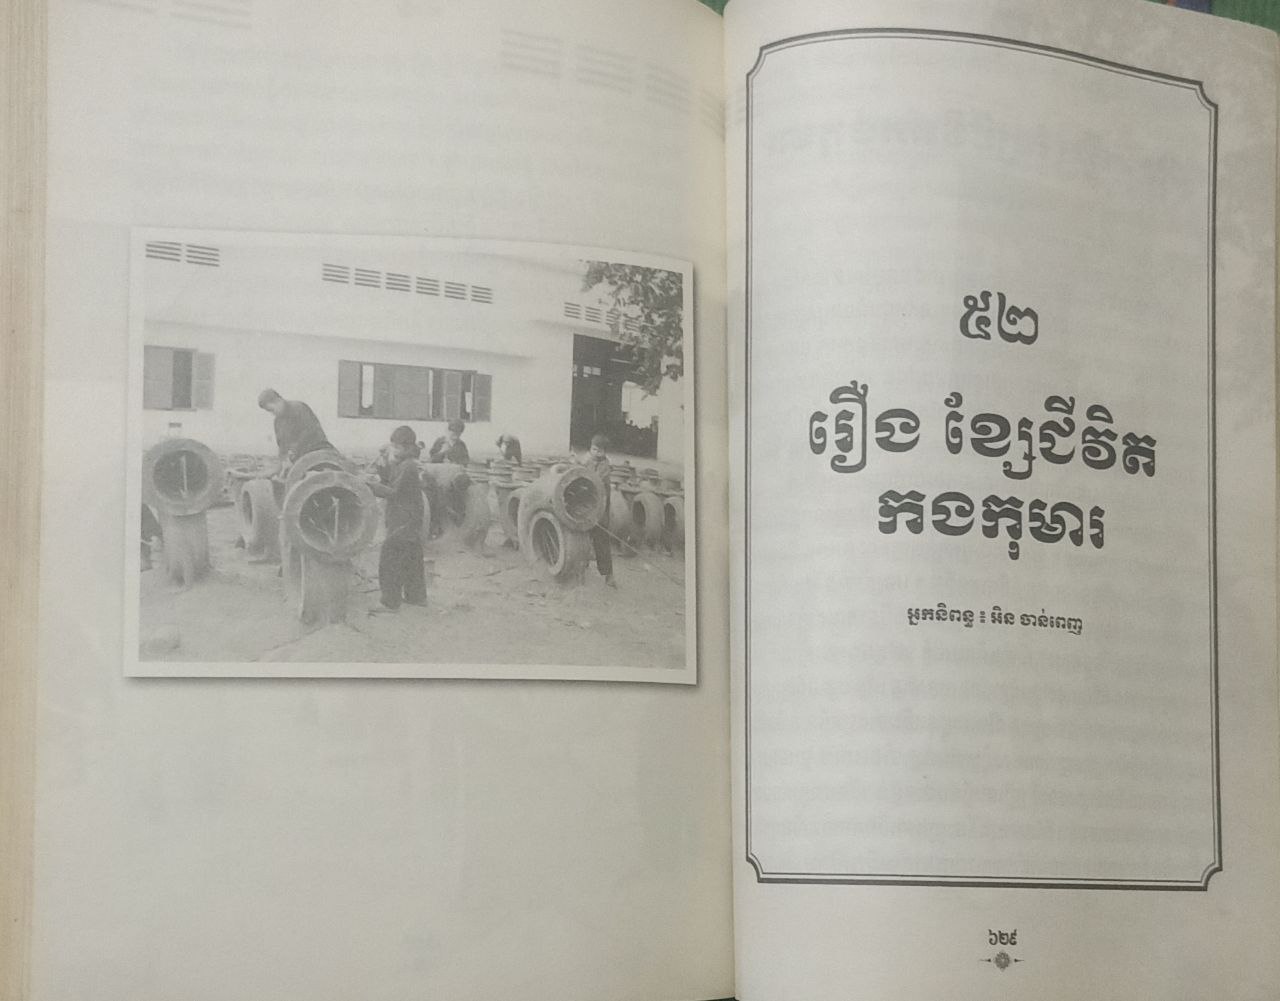 ៥២
រឿង ខ្សែជីវិត
កងកុមារ
អ្នកនិពន្ធ ៖ អិន ចាន់ពេញ
៦២៩